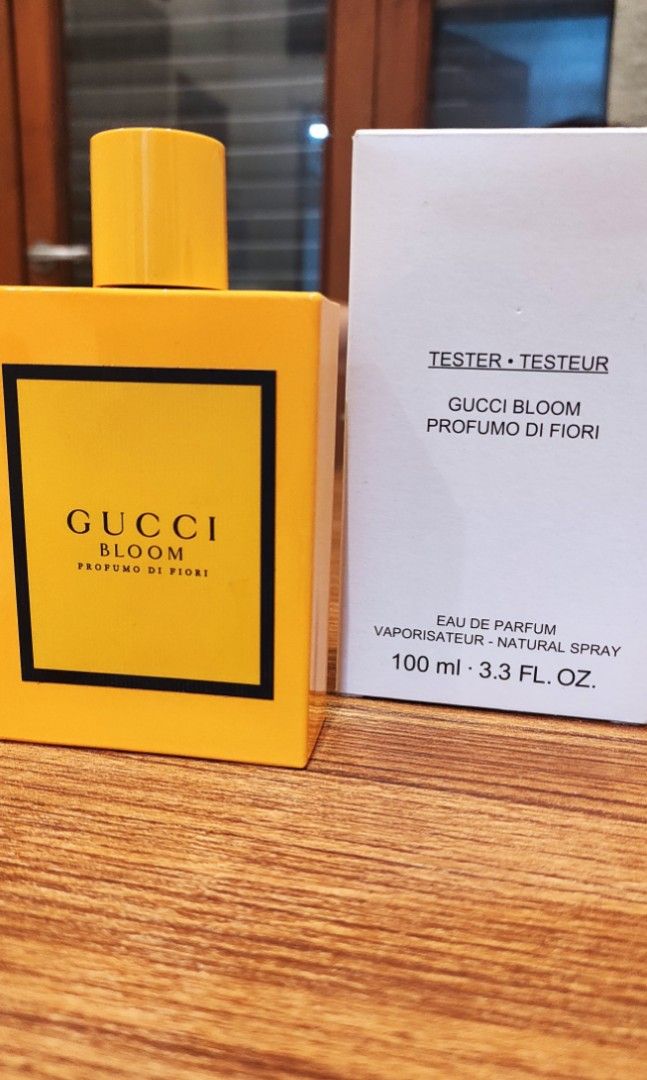 GUCCI
BLOOM
PROFUMO DI FIORI
TESTER • TESTEUR
GUCCI BLOOM
PROFUMO DI FIORI
EAU DE PARFUM
VAPORISATEUR - NATURAL SPRAY
100 ml · 3.3 FL. OZ.